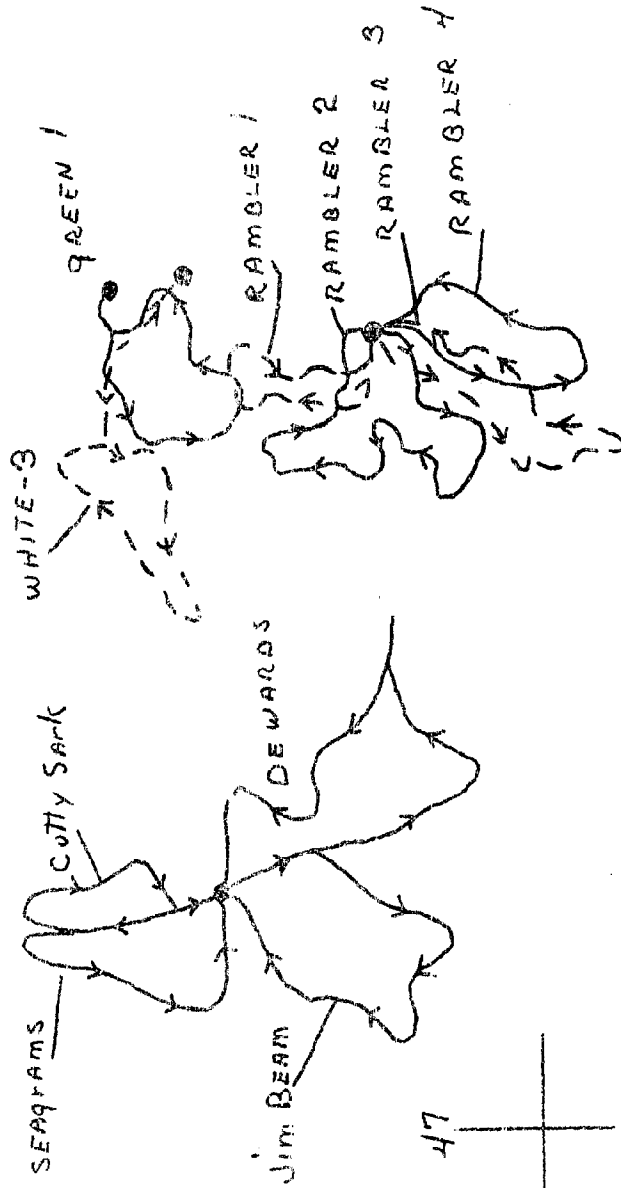 SEAgrAMS
Cutty SArk
Jim BEAM
DEWARDS
47
WHITE-3
gREEN 1
RAMBLER 1
RAMBLER 2
RAMBLER 3
RAMBLER 4